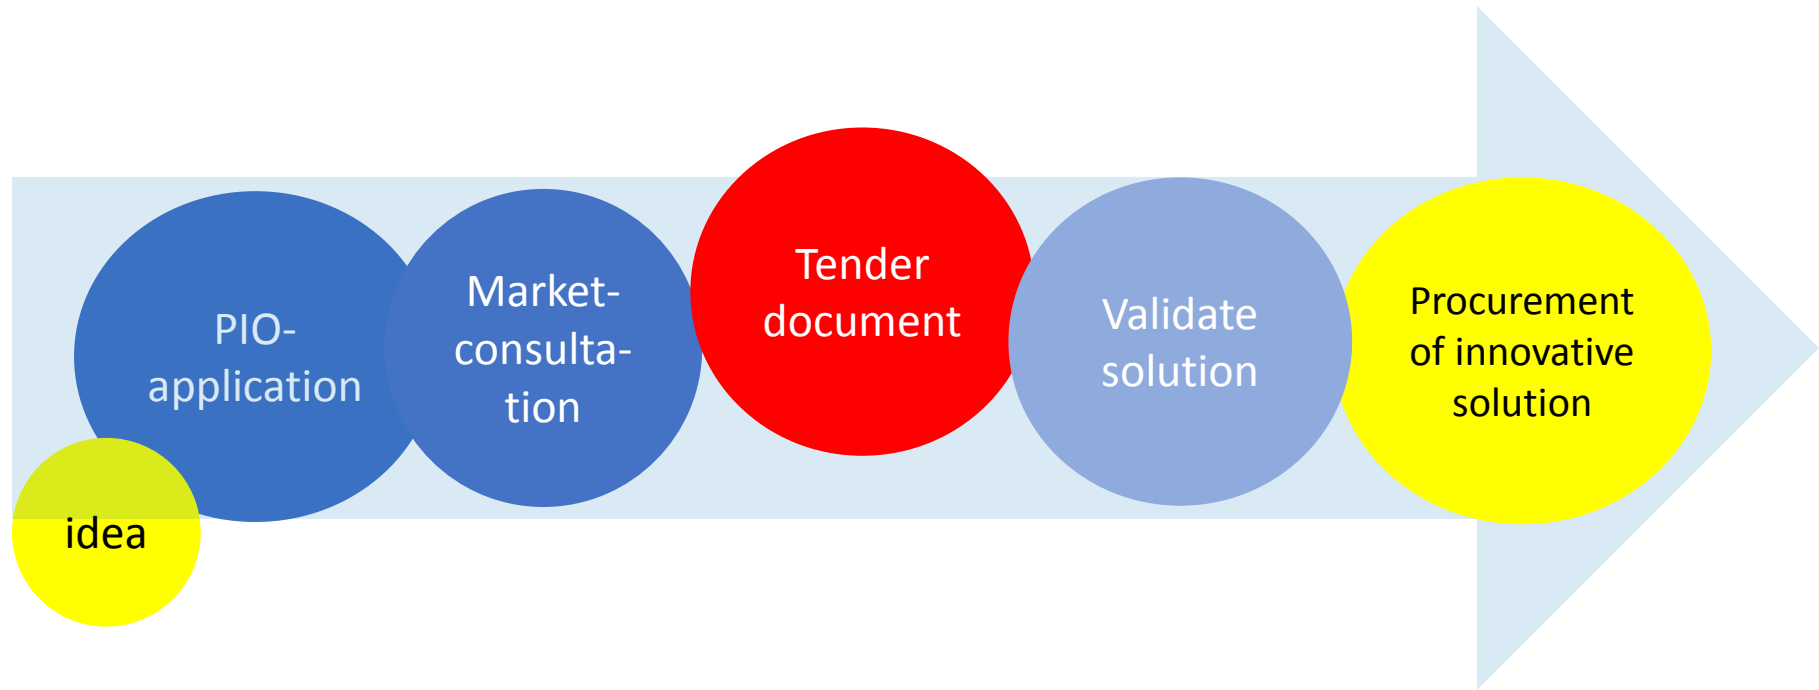 idea
PIO-
application
Market-
consulta-
tion
Tender
document
Validate
solution
Procurement
of innovative
solution